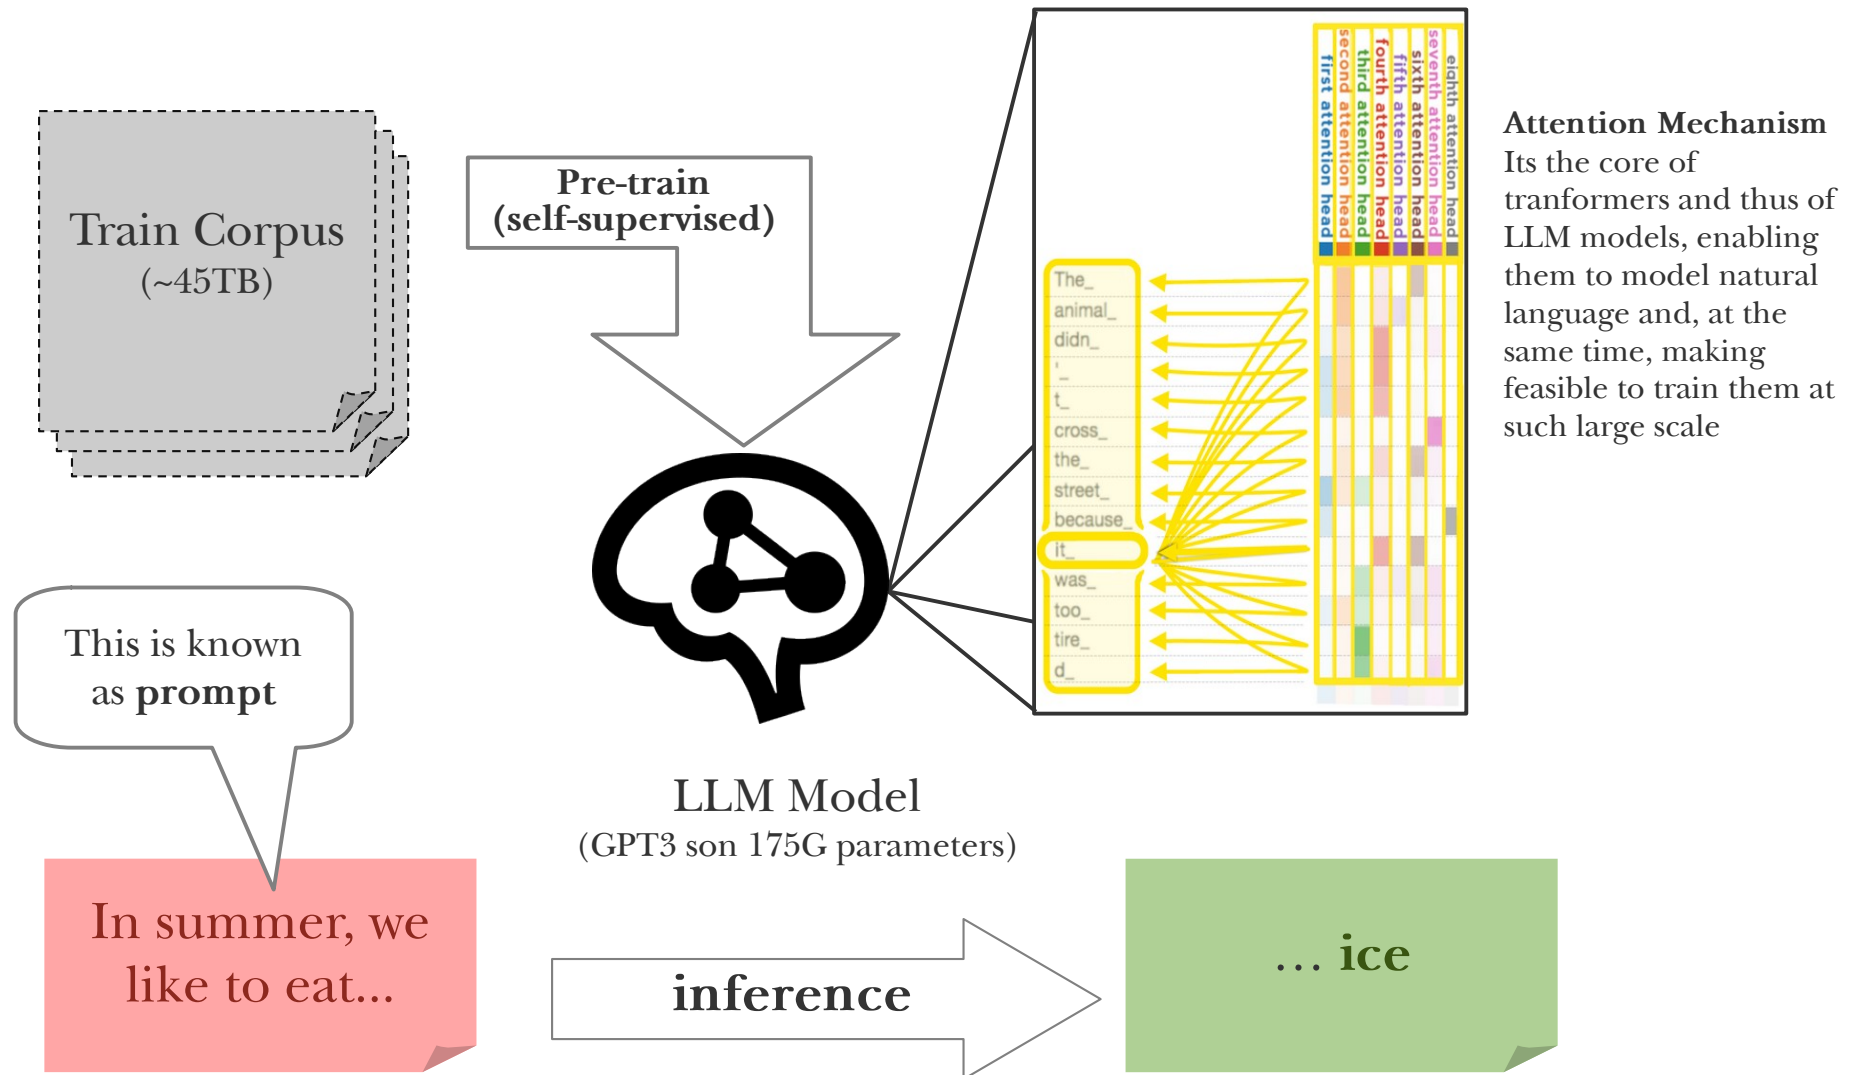 Train Corpus
(~45TB)
Pre-train
(self-supervised)
first attention head
second attention head
third attention head
fourth attention head
fifth attention head
sixth attention head
seventh attention head
eighth attention head
The_
animal_
didn_
'_
t_
cross_
the_
street_
because_
it_
was_
too_
tire_
d_
Attention Mechanism
Its the core of
tranformers and thus of
LLM models, enabling
them to model natural
language and, at the
same time, making
feasible to train them at
such large scale
This is known
as prompt
LLM Model
(GPT3 son 175G parameters)
In summer, we
like to eat...
inference
... ice